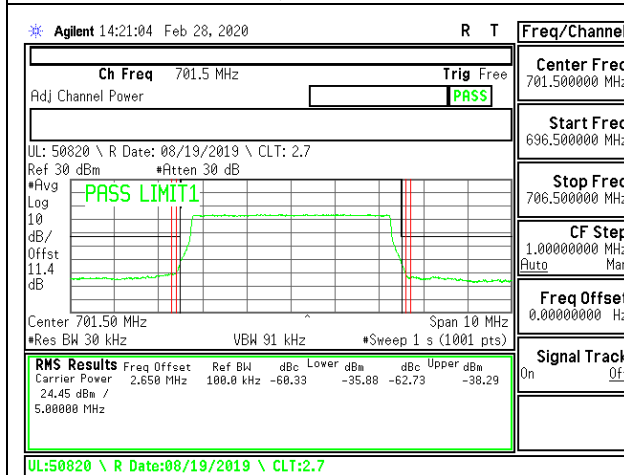 Agilent 14:21:04 Feb 28, 2020 R T
Ch Freq 701.5 MHz Trig Free
Adj Channel Power PASS
UL: 50820 \ R Date: 08/19/2019 \ CLT: 2.7
Ref 30 dBm #Atten 30 dB
#Avg
Log
10
dB/
Offst
11.4
dB
PASS LIMIT1
Center 701.50 MHz Span 10 MHz
#Res BW 30 kHz VBW 91 kHz #Sweep 1 s (1001 pts)
RMS Results Freq Offset Ref BW dBc Lower dBm dBc Upper dBm
Carrier Power 2.650 MHz 100.0 kHz -60.33 -35.88 -62.73 -38.29
24.45 dBm /
5.00000 MHz
UL:50820 \ R Date:08/19/2019 \ CLT:2.7
Freq/Channel
Center Freq
701.500000 MHz
Start Freq
696.500000 MHz
Stop Freq
706.500000 MHz
CF Step
1.00000000 MHz
Auto Man
Freq Offset
0.00000000 Hz
Signal Track
On Off